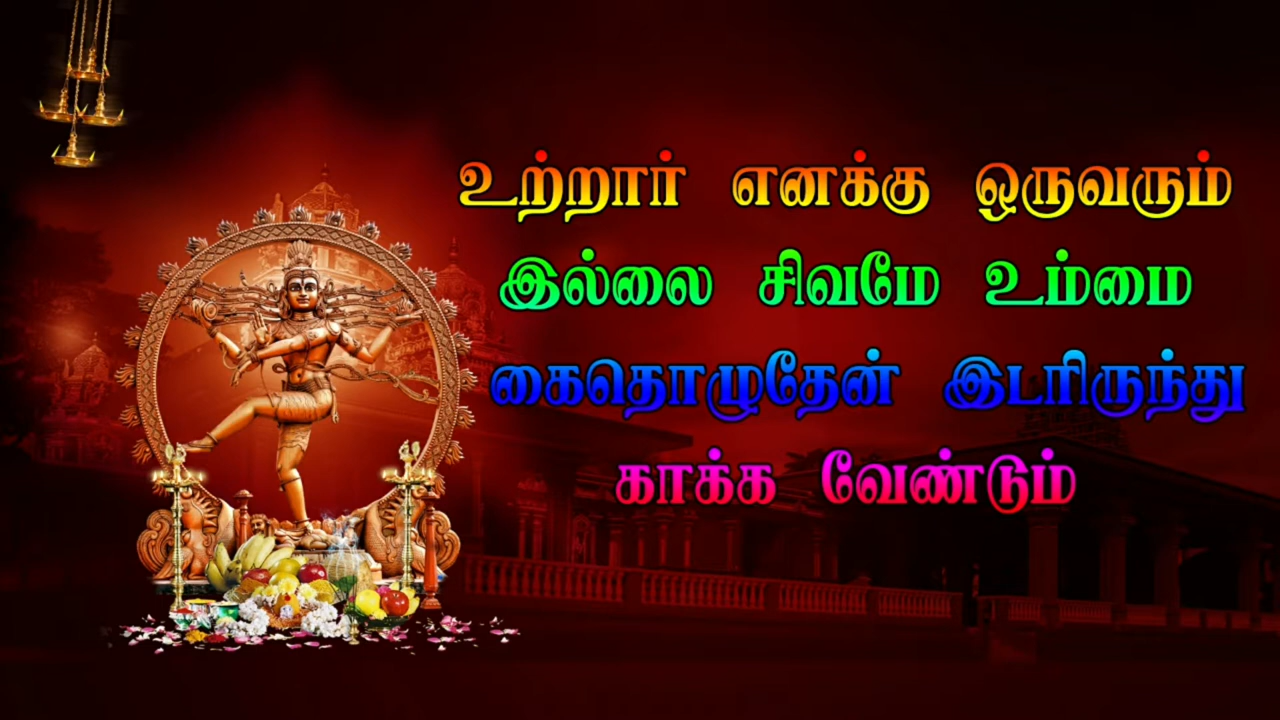 உற்றார் எனக்கு ஒருவரும்
இல்லை சிவமே உம்மை
கைதொழுதேன் இடரிருந்து
காக்க வேண்டும்